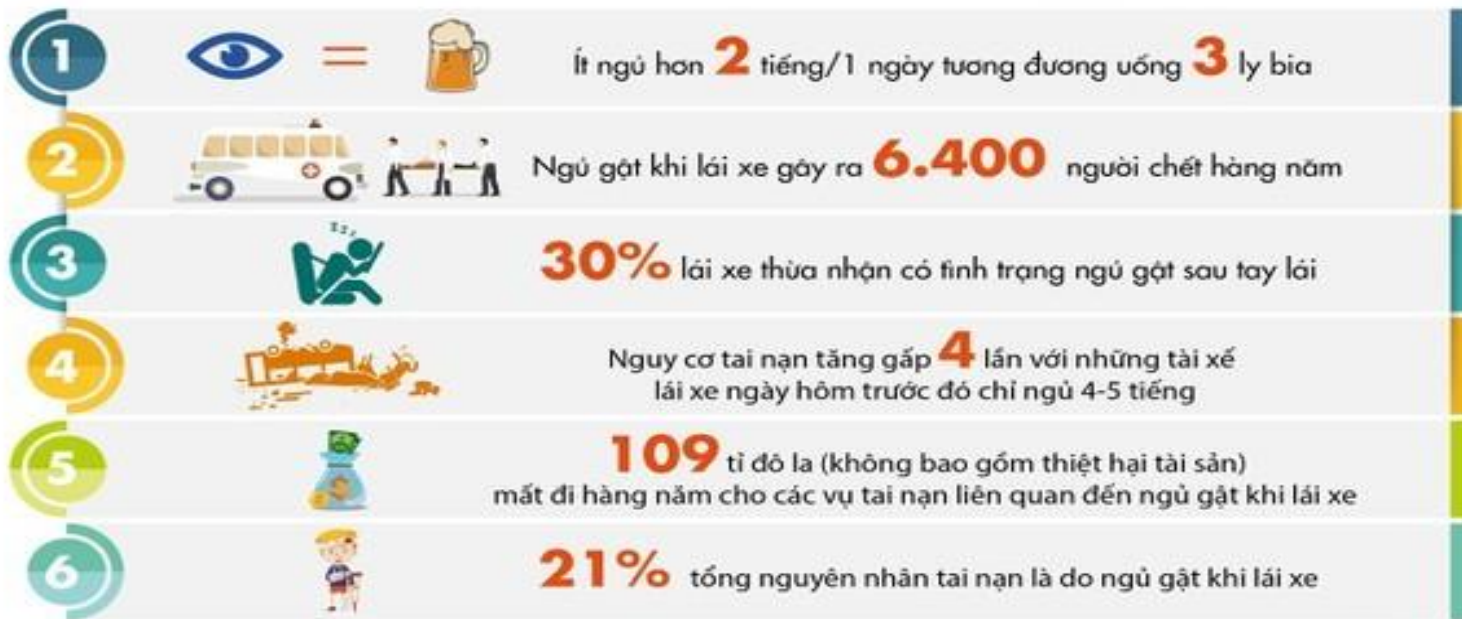 1
Ít ngủ hơn 2 tiếng/1 ngày tương đương uống 3 ly bia
2
Ngủ gật khi lái xe gây ra 6.400 người chết hàng năm
3
zzz
30% lái xe thừa nhận có tình trạng ngủ gật sau tay lái
4
Nguy cơ tai nạn tăng gấp 4 lần với những tài xế
lái xe ngày hôm trước đó chỉ ngủ 4-5 tiếng
5
$
109 tỉ đô la (không bao gồm thiệt hại tài sản)
mất đi hàng năm cho các vụ tai nạn liên quan đến ngủ gật khi lái xe
6
21% tổng nguyên nhân tai nạn là do ngủ gật khi lái xe